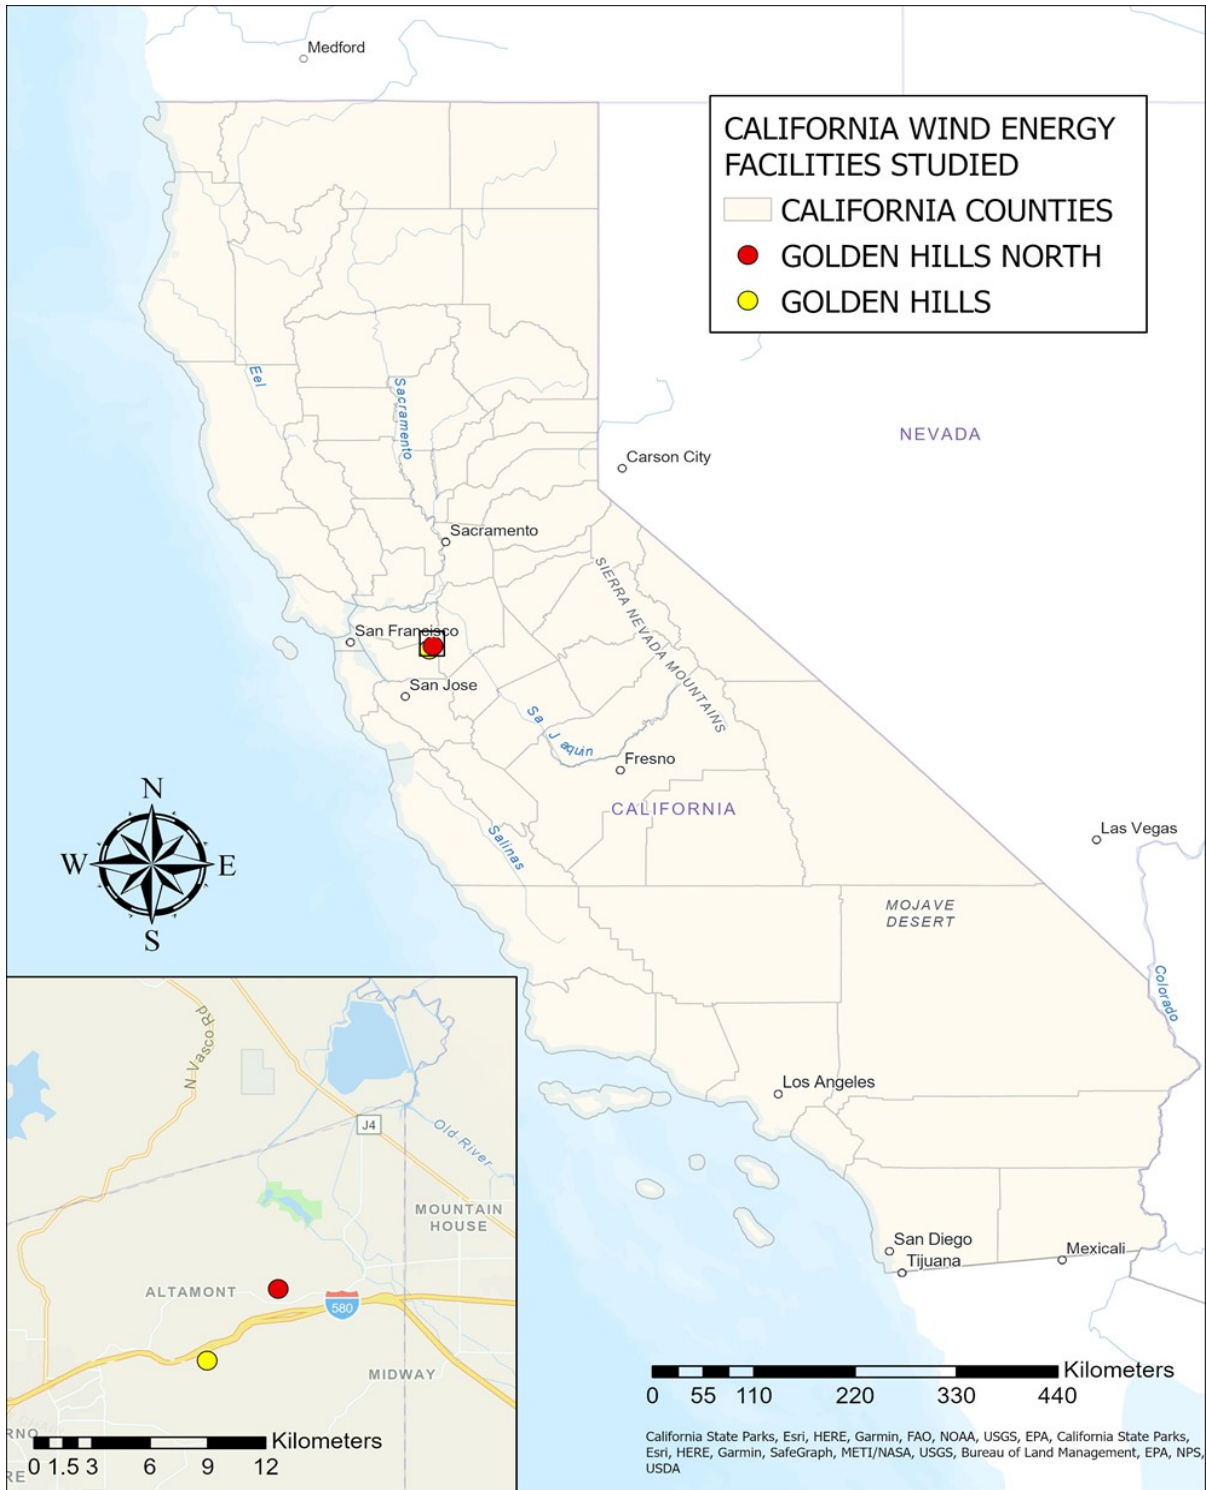 Medford
CALIFORNIA WIND ENERGY
FACILITIES STUDIED
CALIFORNIA COUNTIES
GOLDEN HILLS NORTH
GOLDEN HILLS
Eel
Sacramento
NEVADA
Carson City
Sacramento
SIERRA NEVADA MOUNTAINS
San Francisco
San Jose
Sa J aquin
Fresno
CALIFORNIA
Salinas
Las Vegas
N
W E
S
MOJAVE
DESERT
Colorado
Los Angeles
San Diego
Tijuana
Mexicali
N Vasco Rd
J4
Old River
MOUNTAIN
HOUSE
ALTAMONT
580
MIDWAY
RNO
RE
Kilometers
0 1.5 3 6 9 12
Kilometers
0 55 110 220 330 440
California State Parks, Esri, HERE, Garmin, FAO, NOAA, USGS, EPA, California State Parks,
Esri, HERE, Garmin, SafeGraph, METI/NASA, USGS, Bureau of Land Management, EPA, NPS,
USDA